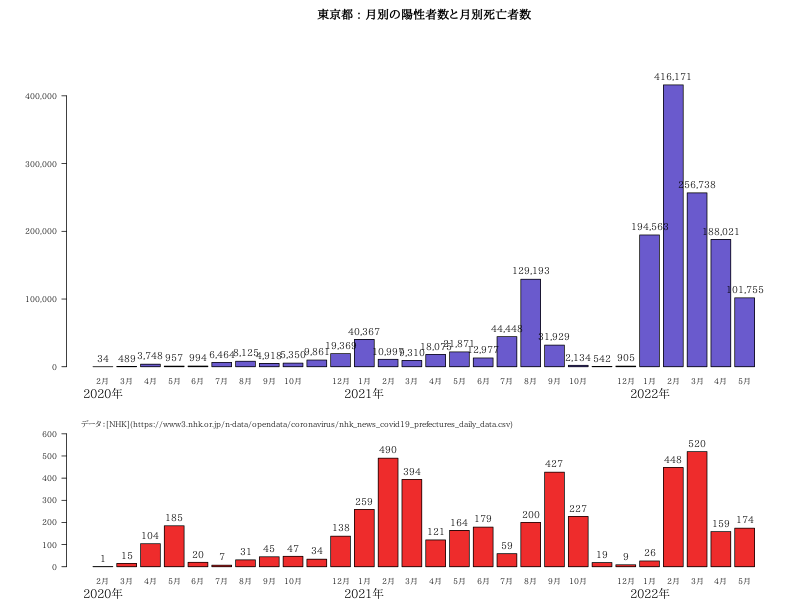 東京都：月別の陽性者数と月別死亡者数
416,171
400,000
300,000
256,738
200,000
194,563
188,021
129,193
100,000
101,755
34 489 3,748 957 994 6,464 8,125 4,918 5,350 9,861 19,369 40,367 10,997 9,310 18,075 21,871 12,977 44,448 31,929 2,134 542 905
0
2月 3月 4月 5月 6月 7月 8月 9月 10月 12月 1月 2月 3月 4月 5月 6月 7月 8月 9月 10月 12月 1月 2月 3月 4月 5月
2020年 2021年 2022年
データ：[NHK](https://www3.nhk.or.jp/n-data/opendata/coronavirus/nhk_news_covid19_prefectures_daily_data.csv)
600
500
400
300
200
100
0
1 15 104 185 20 7 31 45 47 34 138 259 490 394 121 164 179 59 200 427 227 19 9 26 448 520 159 174
2月 3月 4月 5月 6月 7月 8月 9月 10月 12月 1月 2月 3月 4月 5月 6月 7月 8月 9月 10月 12月 1月 2月 3月 4月 5月
2020年 2021年 2022年